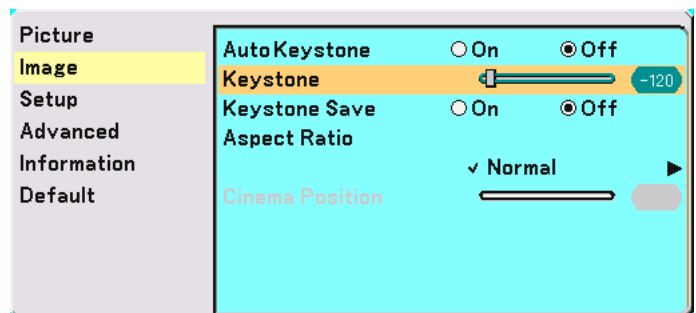 Picture
Image
Setup
Advanced
Information
Default
Auto Keystone On Off
Keystone -120
Keystone Save On Off
Aspect Ratio
✓ Normal
Cinema Position